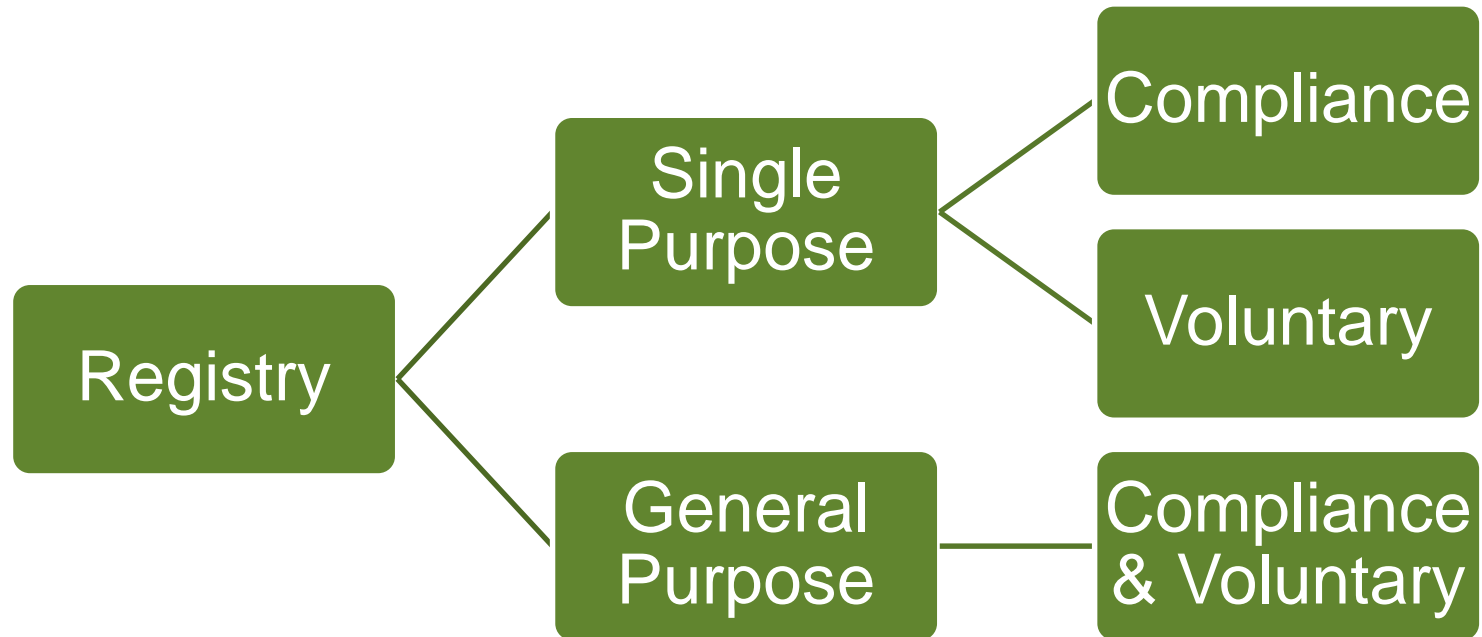 Registry
Single
Purpose
General
Purpose
Compliance
Voluntary
Compliance
& Voluntary